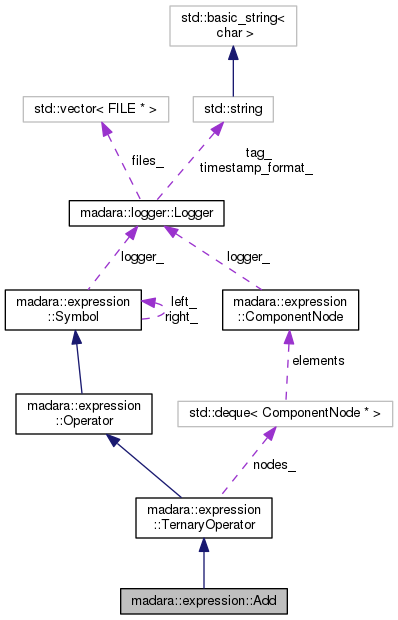 std::basic_string<
char >
std::vector< FILE * >
std::string
files_
tag_
timestamp_format_
madara::logger::Logger
logger_
logger_
madara::expression
::Symbol
left_
right_
madara::expression
::ComponentNode
elements
madara::expression
::Operator
std::deque< ComponentNode * >
nodes_
madara::expression
::TernaryOperator
madara::expression::Add